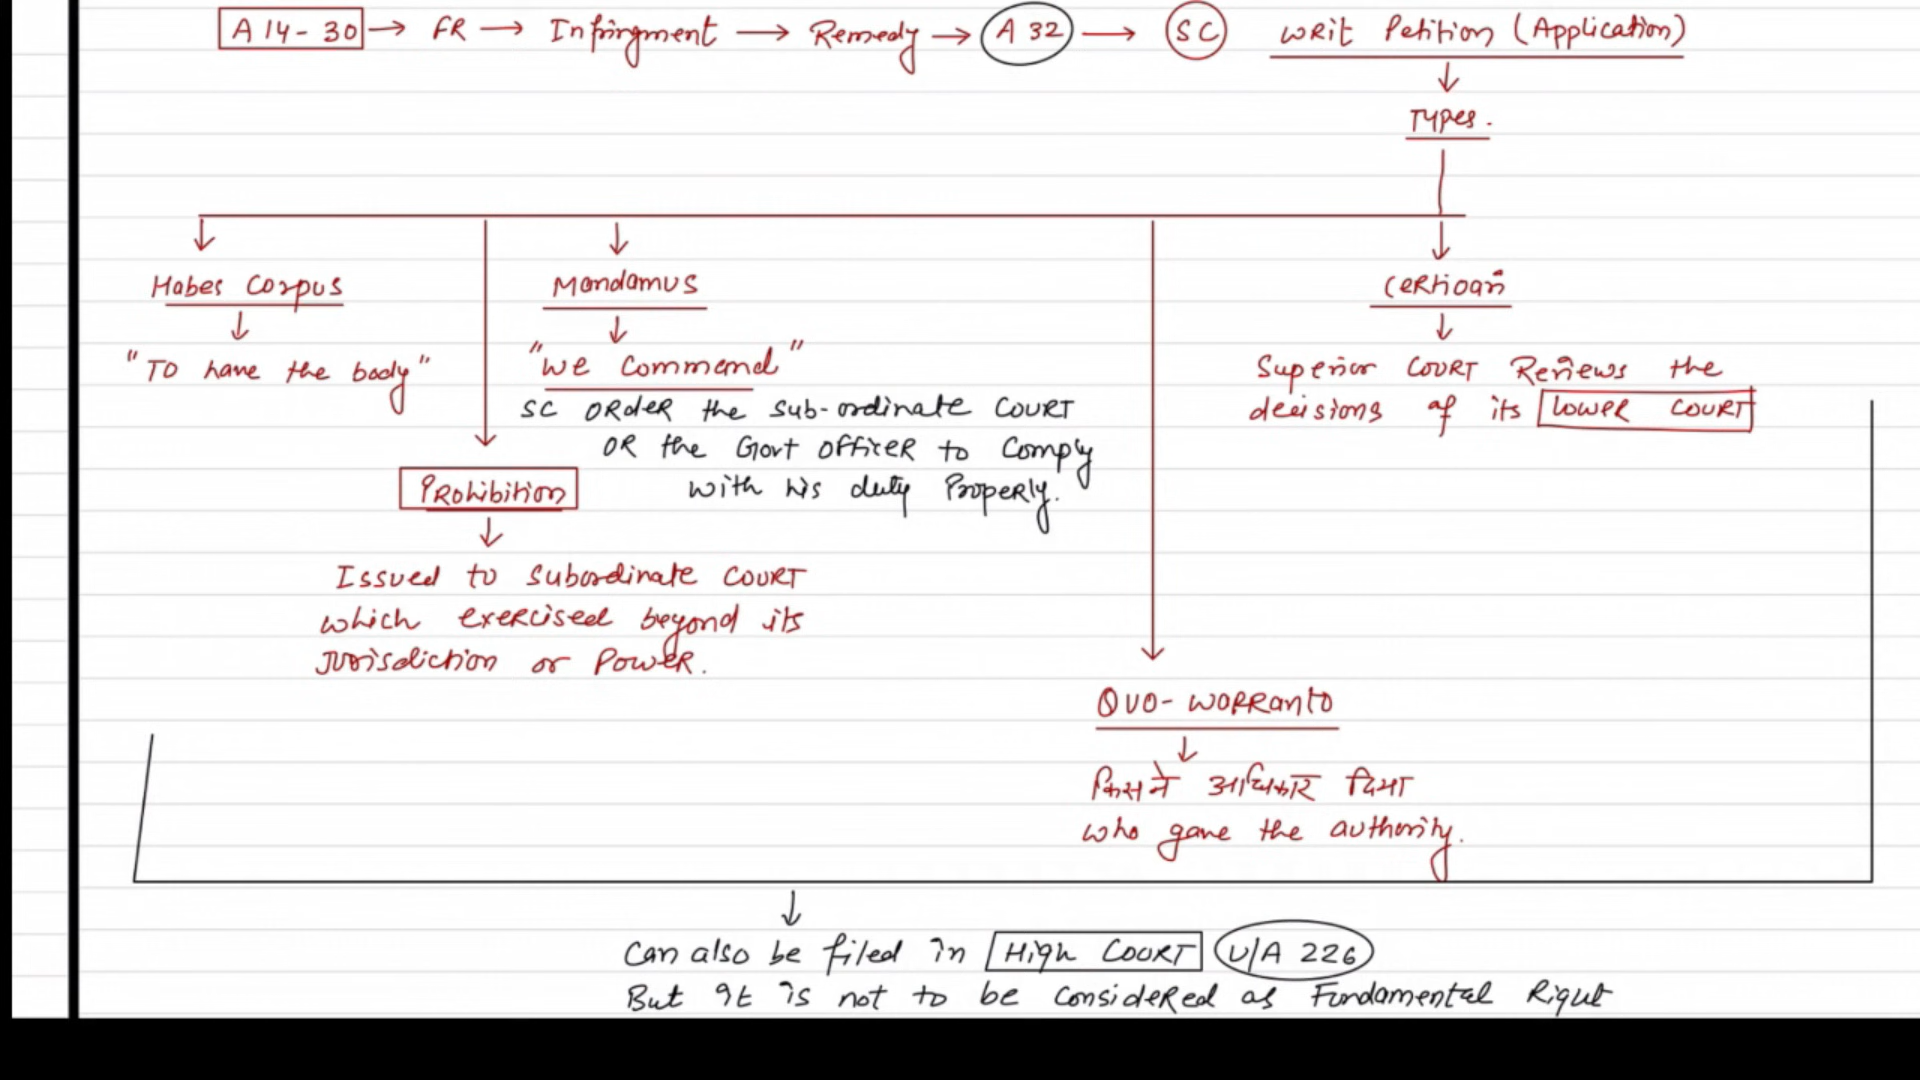 A 14 - 30 → FR → Infringment → Remedy → A 32 → SC Writ Petition (Application)
Types.
Habes Corpus
Mandamus
Certioari
"To have the body"
"We Command"
Superior Court Reviews the
decisions of its lower Court
SC order the Sub-ordinate Court
OR the Govt officer to Comply
with his duty Properly.
Prohibition
Issued to Subordinate Court
which exercised beyond its
Jurisdiction or Power.
Quo-Warranto
किसने अधिकार दिया
who gave the authority.
Can also be filed in High Court U/A 226
But it is not to be Considered as Fundamental Right